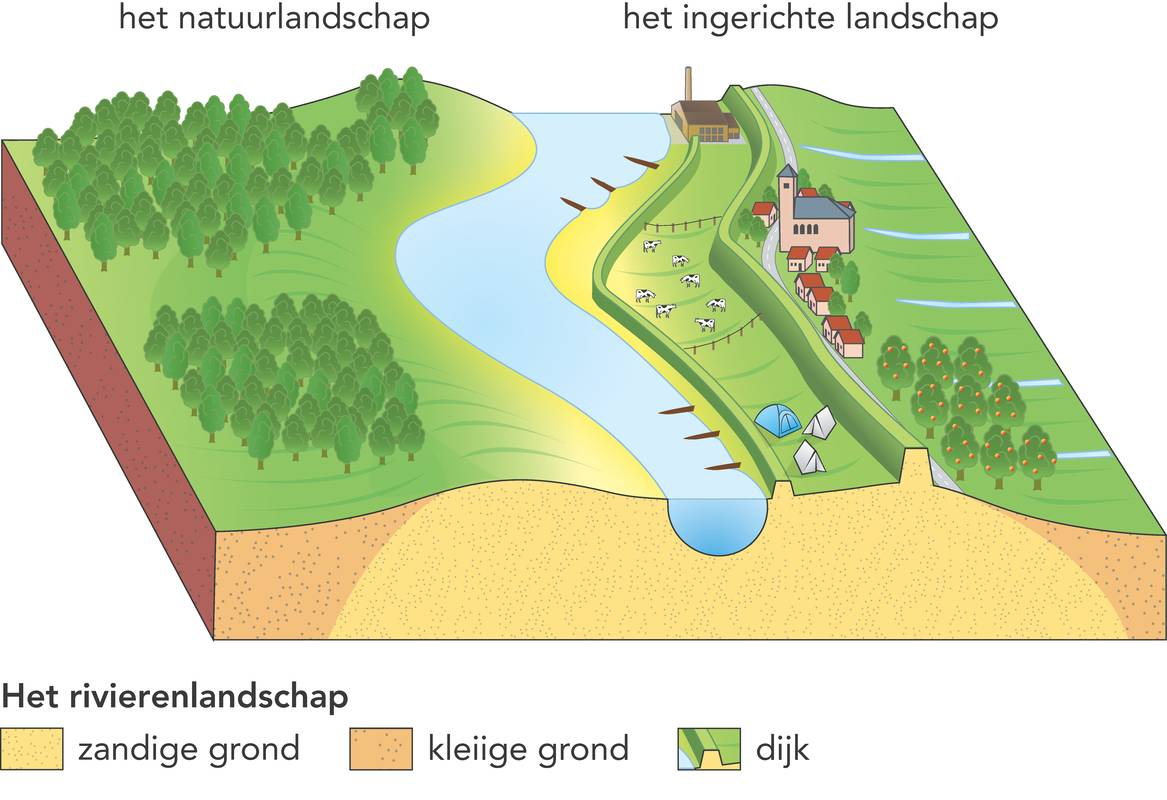 het natuurlandschap
het ingerichte landschap
Het rivierenlandschap
zandige grond
kleiige grond
dijk